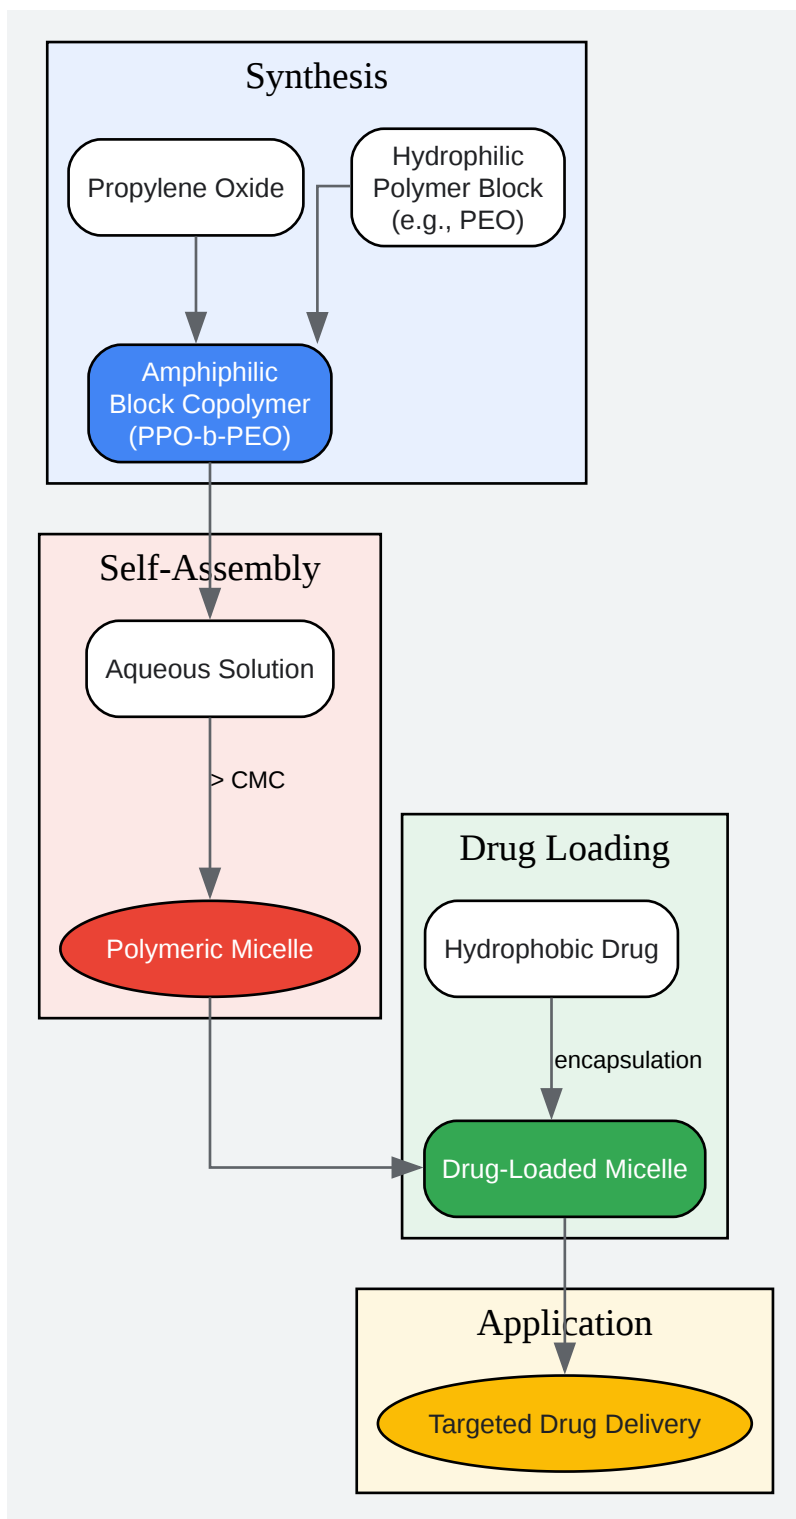 Synthesis
Propylene Oxide
Hydrophilic
Polymer Block
(e.g., PEO)
Amphiphilic
Block Copolymer
(PPO-b-PEO)
Self-Assembly
Aqueous Solution
> CMC
Polymeric Micelle
Drug Loading
Hydrophobic Drug
encapsulation
Drug-Loaded Micelle
Application
Targeted Drug Delivery